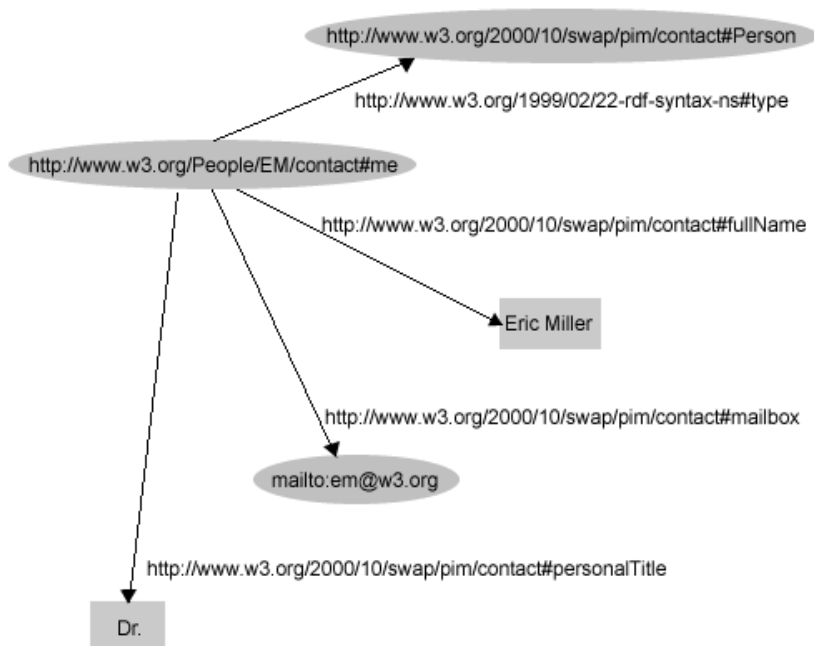 http://www.w3.org/2000/10/swap/pim/contact#Person
http://www.w3.org/1999/02/22-rdf-syntax-ns#type
http://www.w3.org/People/EM/contact#me
http://www.w3.org/2000/10/swap/pim/contact#fullName
Eric Miller
http://www.w3.org/2000/10/swap/pim/contact#mailbox
mailto:em@w3.org
http://www.w3.org/2000/10/swap/pim/contact#personalTitle
Dr.